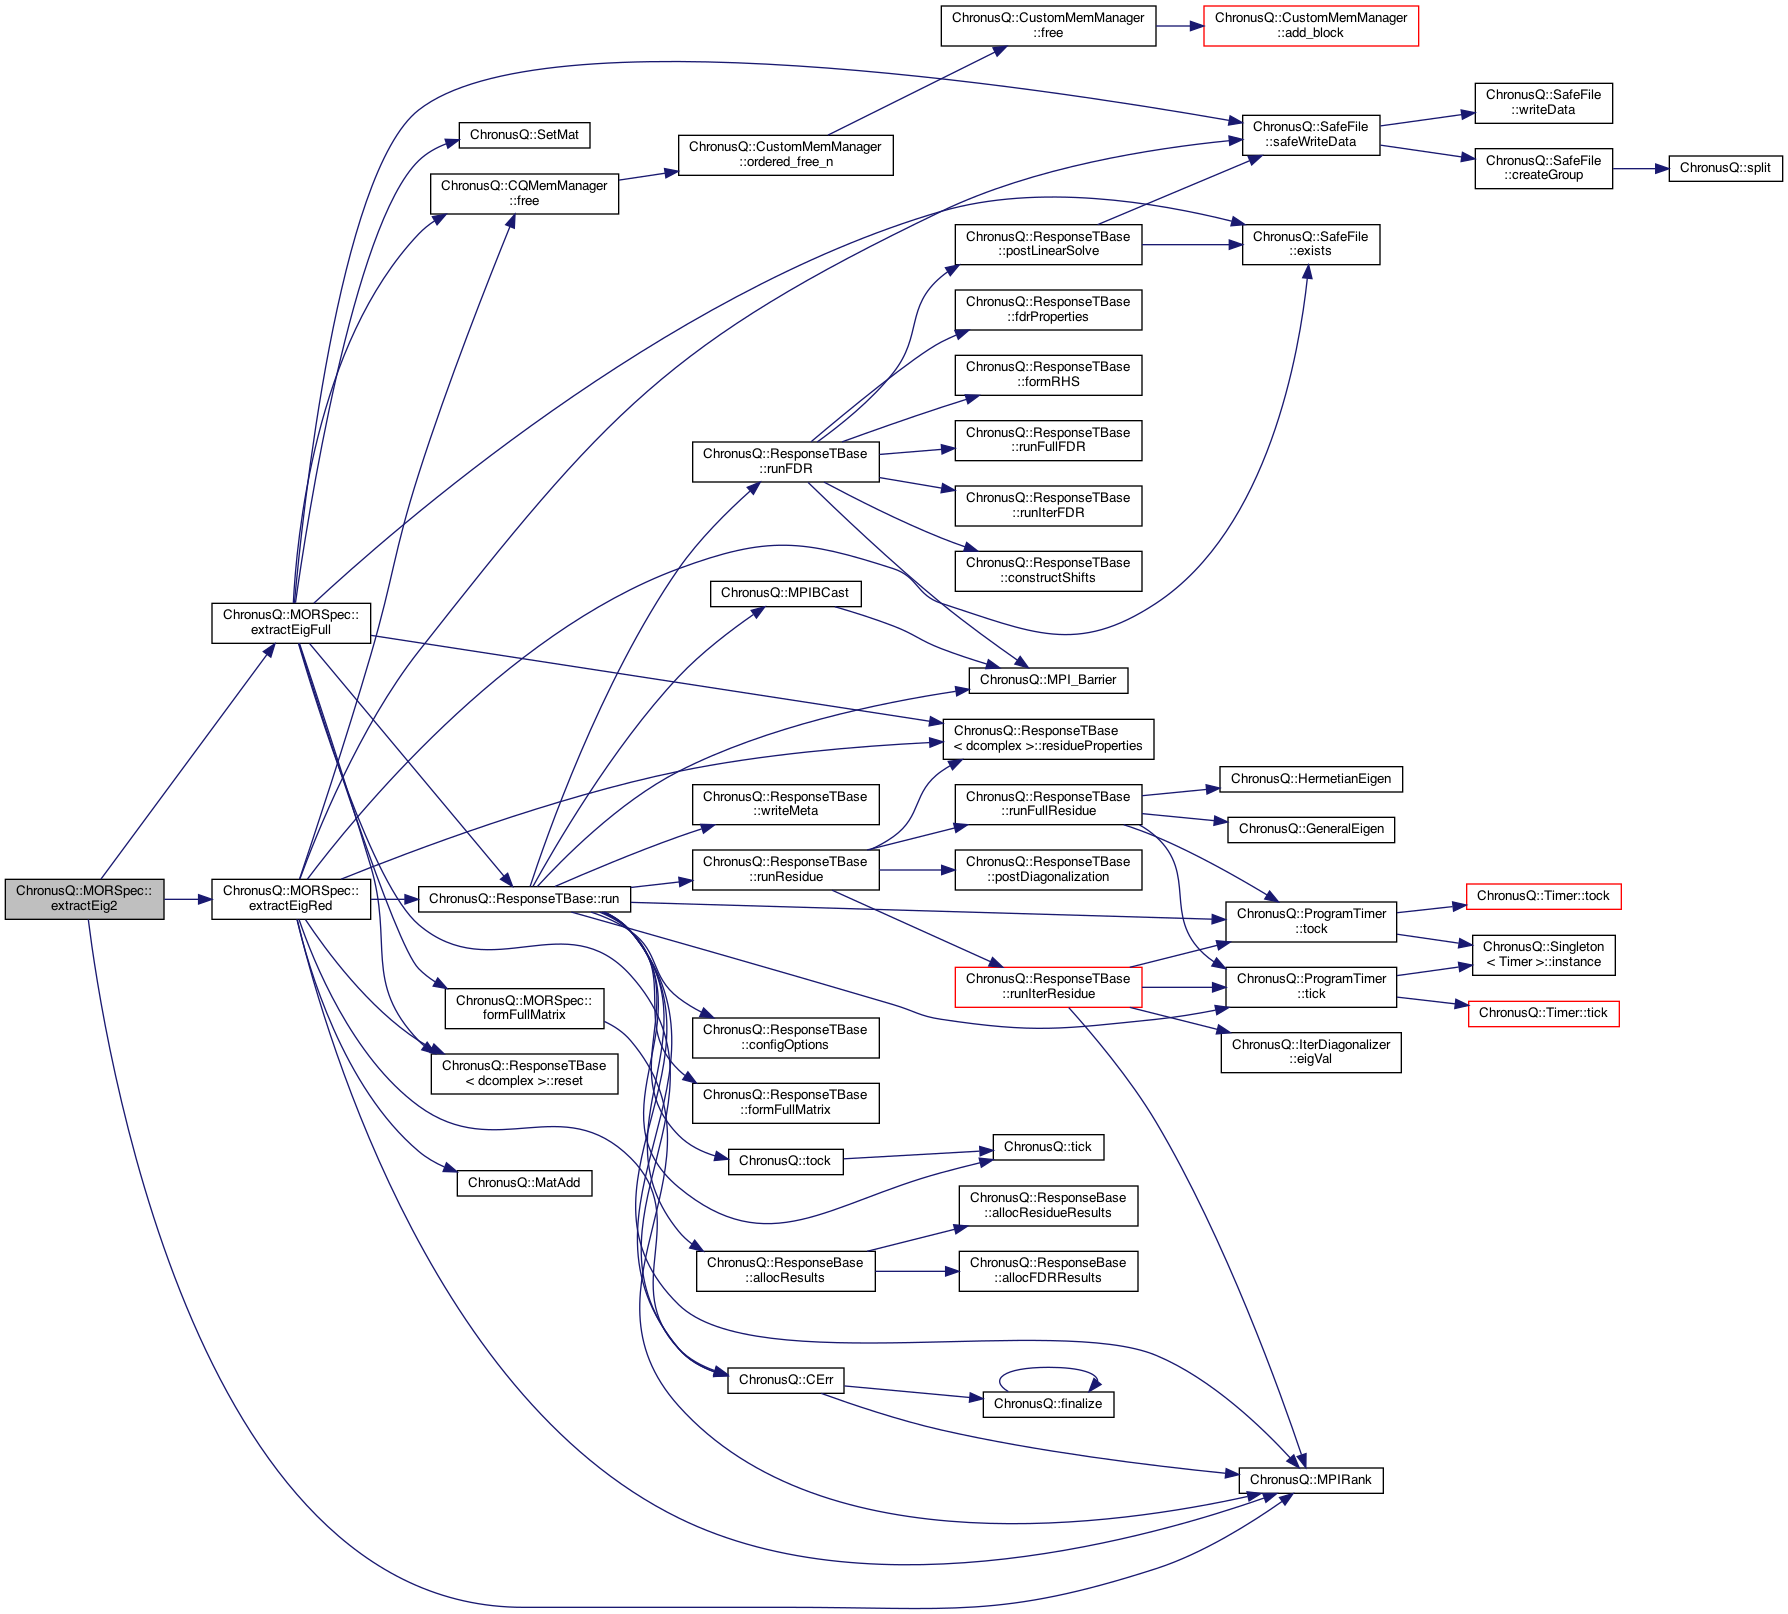 ChronusQ::CustomMemManager
::free
ChronusQ::CustomMemManager
::add_block
ChronusQ::SafeFile
::writeData
ChronusQ::SetMat
ChronusQ::SafeFile
::safeWriteData
ChronusQ::CustomMemManager
::ordered_free_n
ChronusQ::SafeFile
::createGroup
ChronusQ::split
ChronusQ::CQMemManager
::free
ChronusQ::ResponseTBase
::postLinearSolve
ChronusQ::SafeFile
::exists
ChronusQ::ResponseTBase
::fdrProperties
ChronusQ::ResponseTBase
::formRHS
ChronusQ::ResponseTBase
::runFDR
ChronusQ::ResponseTBase
::runFullFDR
ChronusQ::ResponseTBase
::runIterFDR
ChronusQ::ResponseTBase
::constructShifts
ChronusQ::MPIBCast
ChronusQ::MORSpec::
extractEigFull
ChronusQ::MPI_Barrier
ChronusQ::ResponseTBase
< dcomplex >::residueProperties
ChronusQ::HermetianEigen
ChronusQ::ResponseTBase
::writeMeta
ChronusQ::ResponseTBase
::runFullResidue
ChronusQ::GeneralEigen
ChronusQ::ResponseTBase
::runResidue
ChronusQ::ResponseTBase
::postDiagonalization
ChronusQ::MORSpec::
extractEig2
ChronusQ::MORSpec::
extractEigRed
ChronusQ::ResponseTBase::run
ChronusQ::Timer::tock
ChronusQ::ProgramTimer
::tock
ChronusQ::Singleton
< Timer >::instance
ChronusQ::ResponseTBase
::runIterResidue
ChronusQ::ProgramTimer
::tick
ChronusQ::MORSpec::
formFullMatrix
ChronusQ::Timer::tick
ChronusQ::ResponseTBase
::configOptions
ChronusQ::IterDiagonalizer
::eigVal
ChronusQ::ResponseTBase
< dcomplex >::reset
ChronusQ::ResponseTBase
::formFullMatrix
ChronusQ::tick
ChronusQ::tock
ChronusQ::MatAdd
ChronusQ::ResponseBase
::allocResidueResults
ChronusQ::ResponseBase
::allocResults
ChronusQ::ResponseBase
::allocFDRResults
ChronusQ::CErr
ChronusQ::finalize
ChronusQ::MPIRank